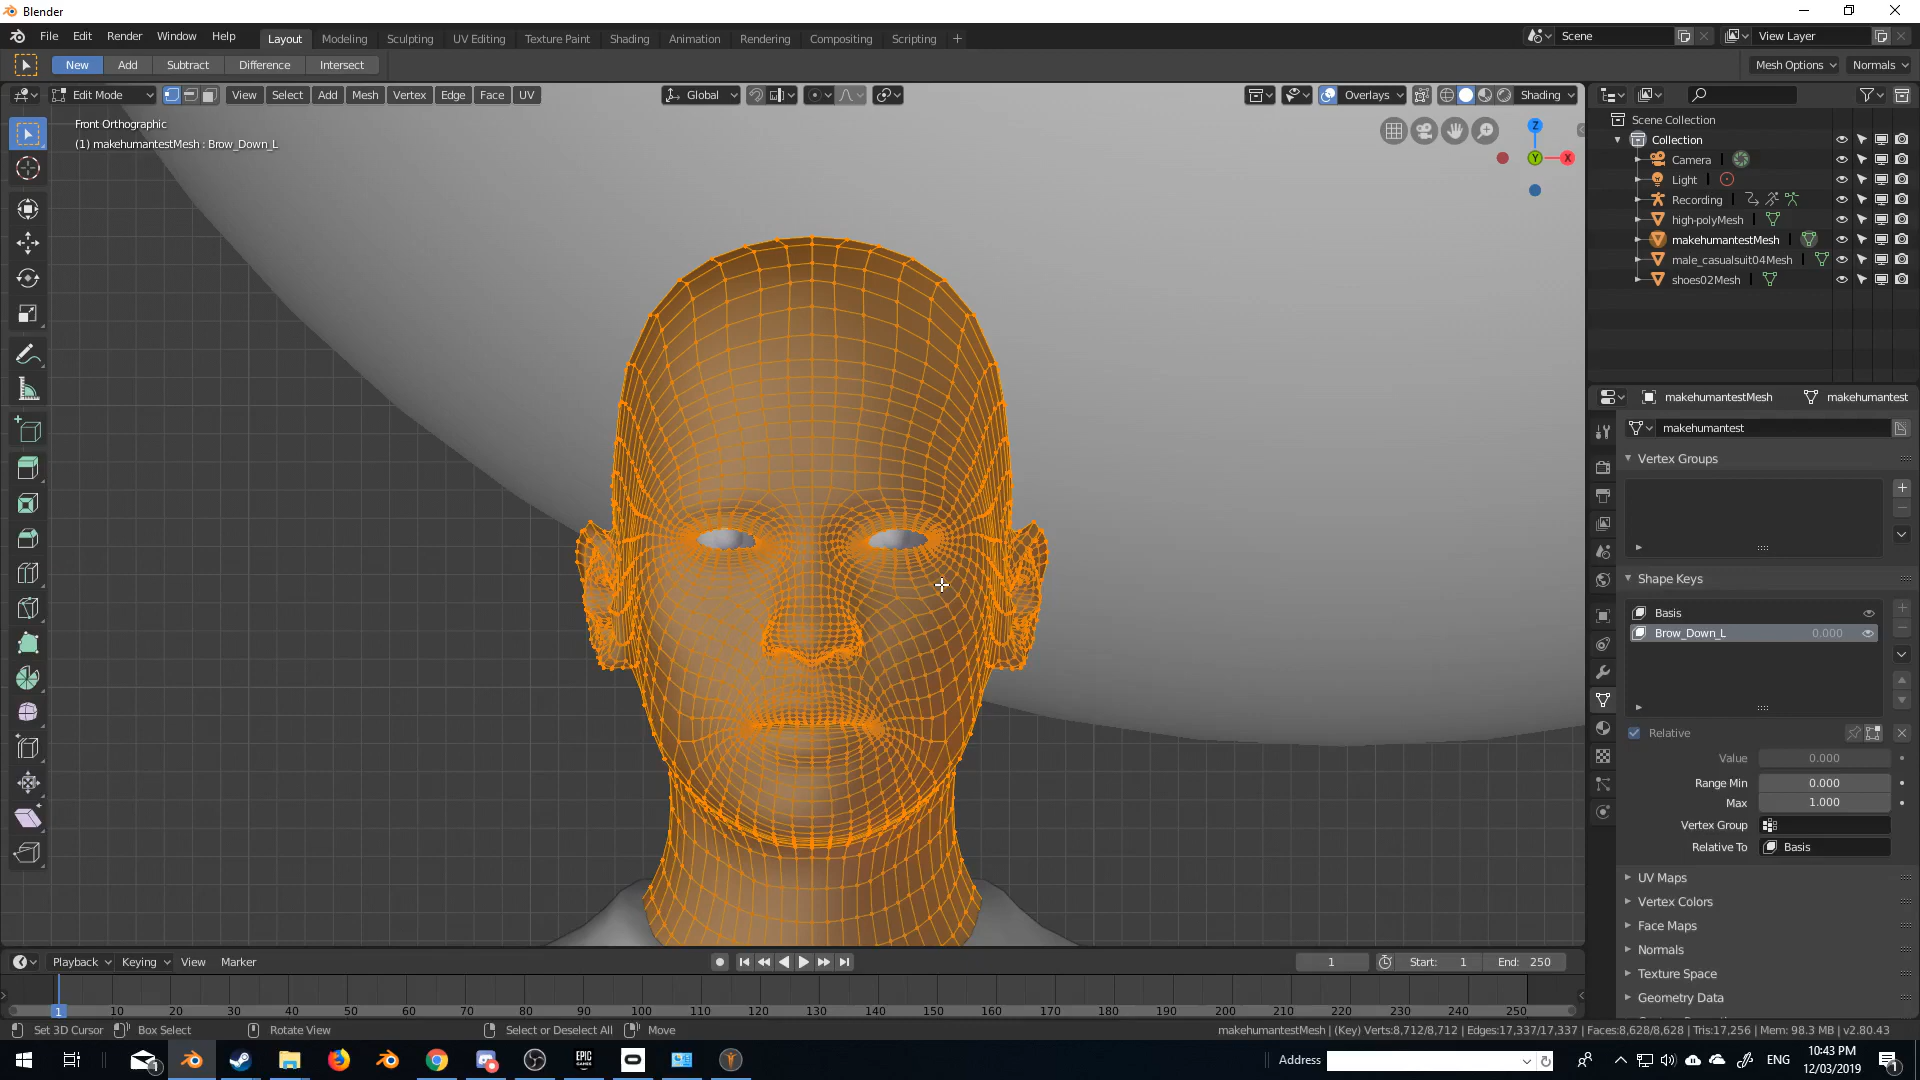 Blender
File Edit Render Window Help
Layout Modeling Sculpting UV Editing Texture Paint Shading Animation Rendering Compositing Scripting +
Scene
View Layer
New Add Subtract Difference Intersect
Mesh Options
Normals
Edit Mode
View Select Add Mesh Vertex Edge Face UV
Global
Overlays
Shading
Front Orthographic
(1) makehumantestMesh : Brow_Down_L
Z
Y
X
Scene Collection
Collection
Camera
Light
Recording
high-polyMesh
makehumantestMesh
male_casualsuit04Mesh
shoes02Mesh
makehumantestMesh
makehumantest
makehumantest
Vertex Groups
Shape Keys
Basis
Brow_Down_L 0.000
Relative
Value 0.000
Range Min 0.000
Max 1.000
Vertex Group
Relative To Basis
UV Maps
Vertex Colors
Face Maps
Normals
Texture Space
Geometry Data
Playback Keying View Marker
1
Start: 1
End: 250
1 10 20 30 40 50 60 70 80 90 100 110 120 130 140 150 160 170 180 190 200 210 220 230 240 250
Set 3D Cursor Box Select Rotate View Select or Deselect All Move
makehumantestMesh | (Key) Verts:8,712/8,712 | Edges:17,337/17,337 | Faces:8,628/8,628 | Tris:17,256 | Mem: 98.3 MB | v2.80.43
Address
ENG
10:43 PM
12/03/2019